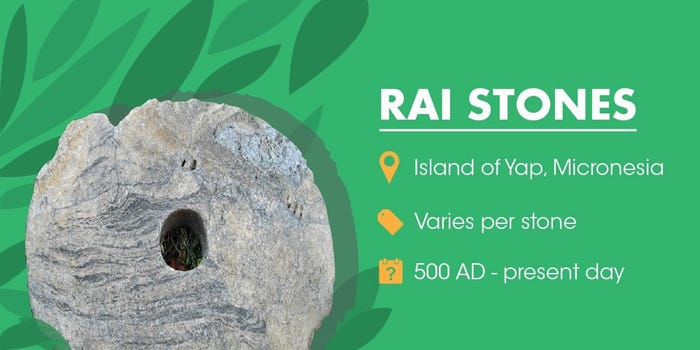 RAI STONES
Island of Yap, Micronesia
Varies per stone
?
500 AD - present day